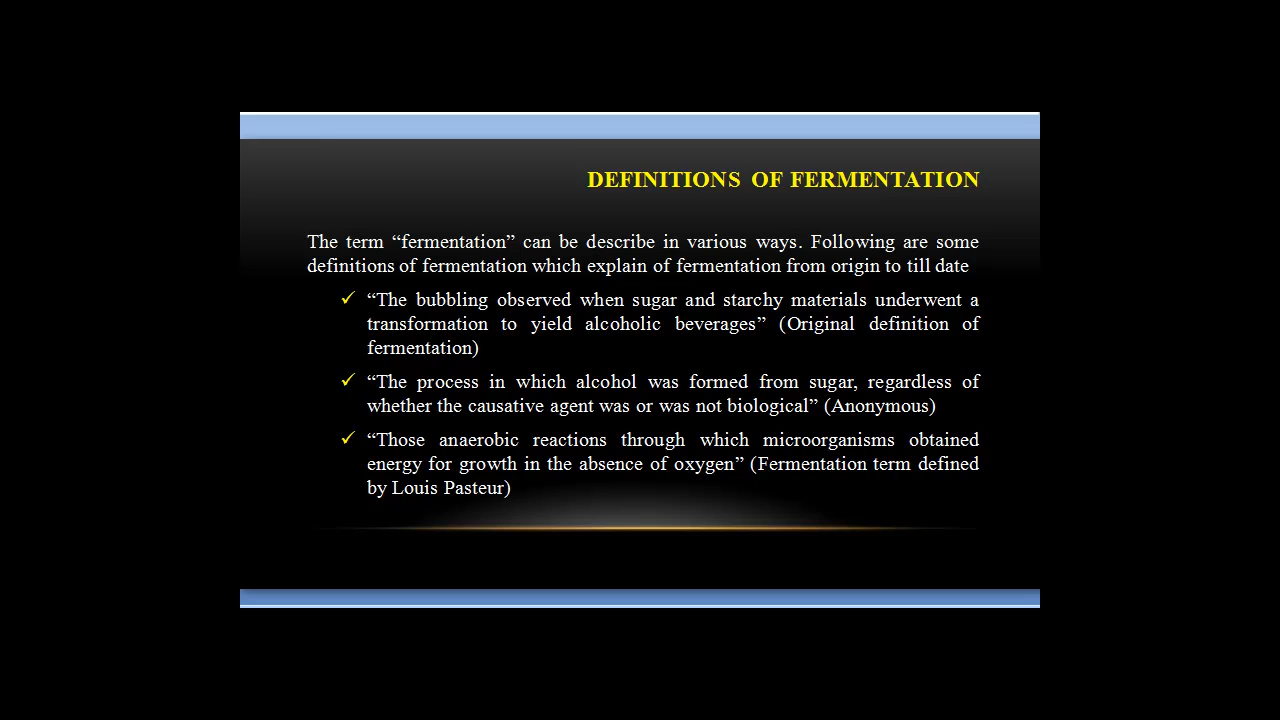 DEFINITIONS OF FERMENTATION
The term “fermentation” can be describe in various ways. Following are some
definitions of fermentation which explain of fermentation from origin to till date
✓ “The bubbling observed when sugar and starchy materials underwent a
transformation to yield alcoholic beverages” (Original definition of
fermentation)
✓ “The process in which alcohol was formed from sugar, regardless of
whether the causative agent was or was not biological” (Anonymous)
✓ “Those anaerobic reactions through which microorganisms obtained
energy for growth in the absence of oxygen” (Fermentation term defined
by Louis Pasteur)